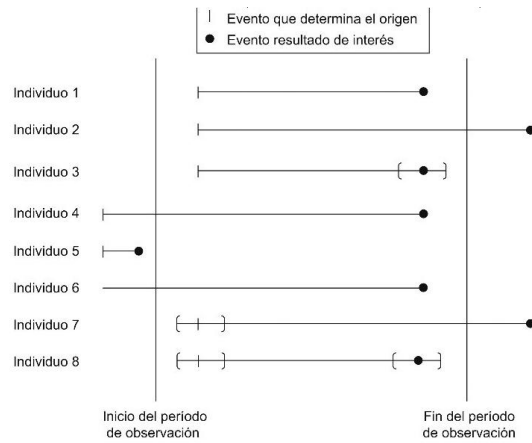 Evento que determina el origen
Evento resultado de interés
Individuo 1
Individuo 2
Individuo 3
Individuo 4
Individuo 5
Individuo 6
Individuo 7
Individuo 8
Inicio del periodo
de observación
Fin del periodo
de observación